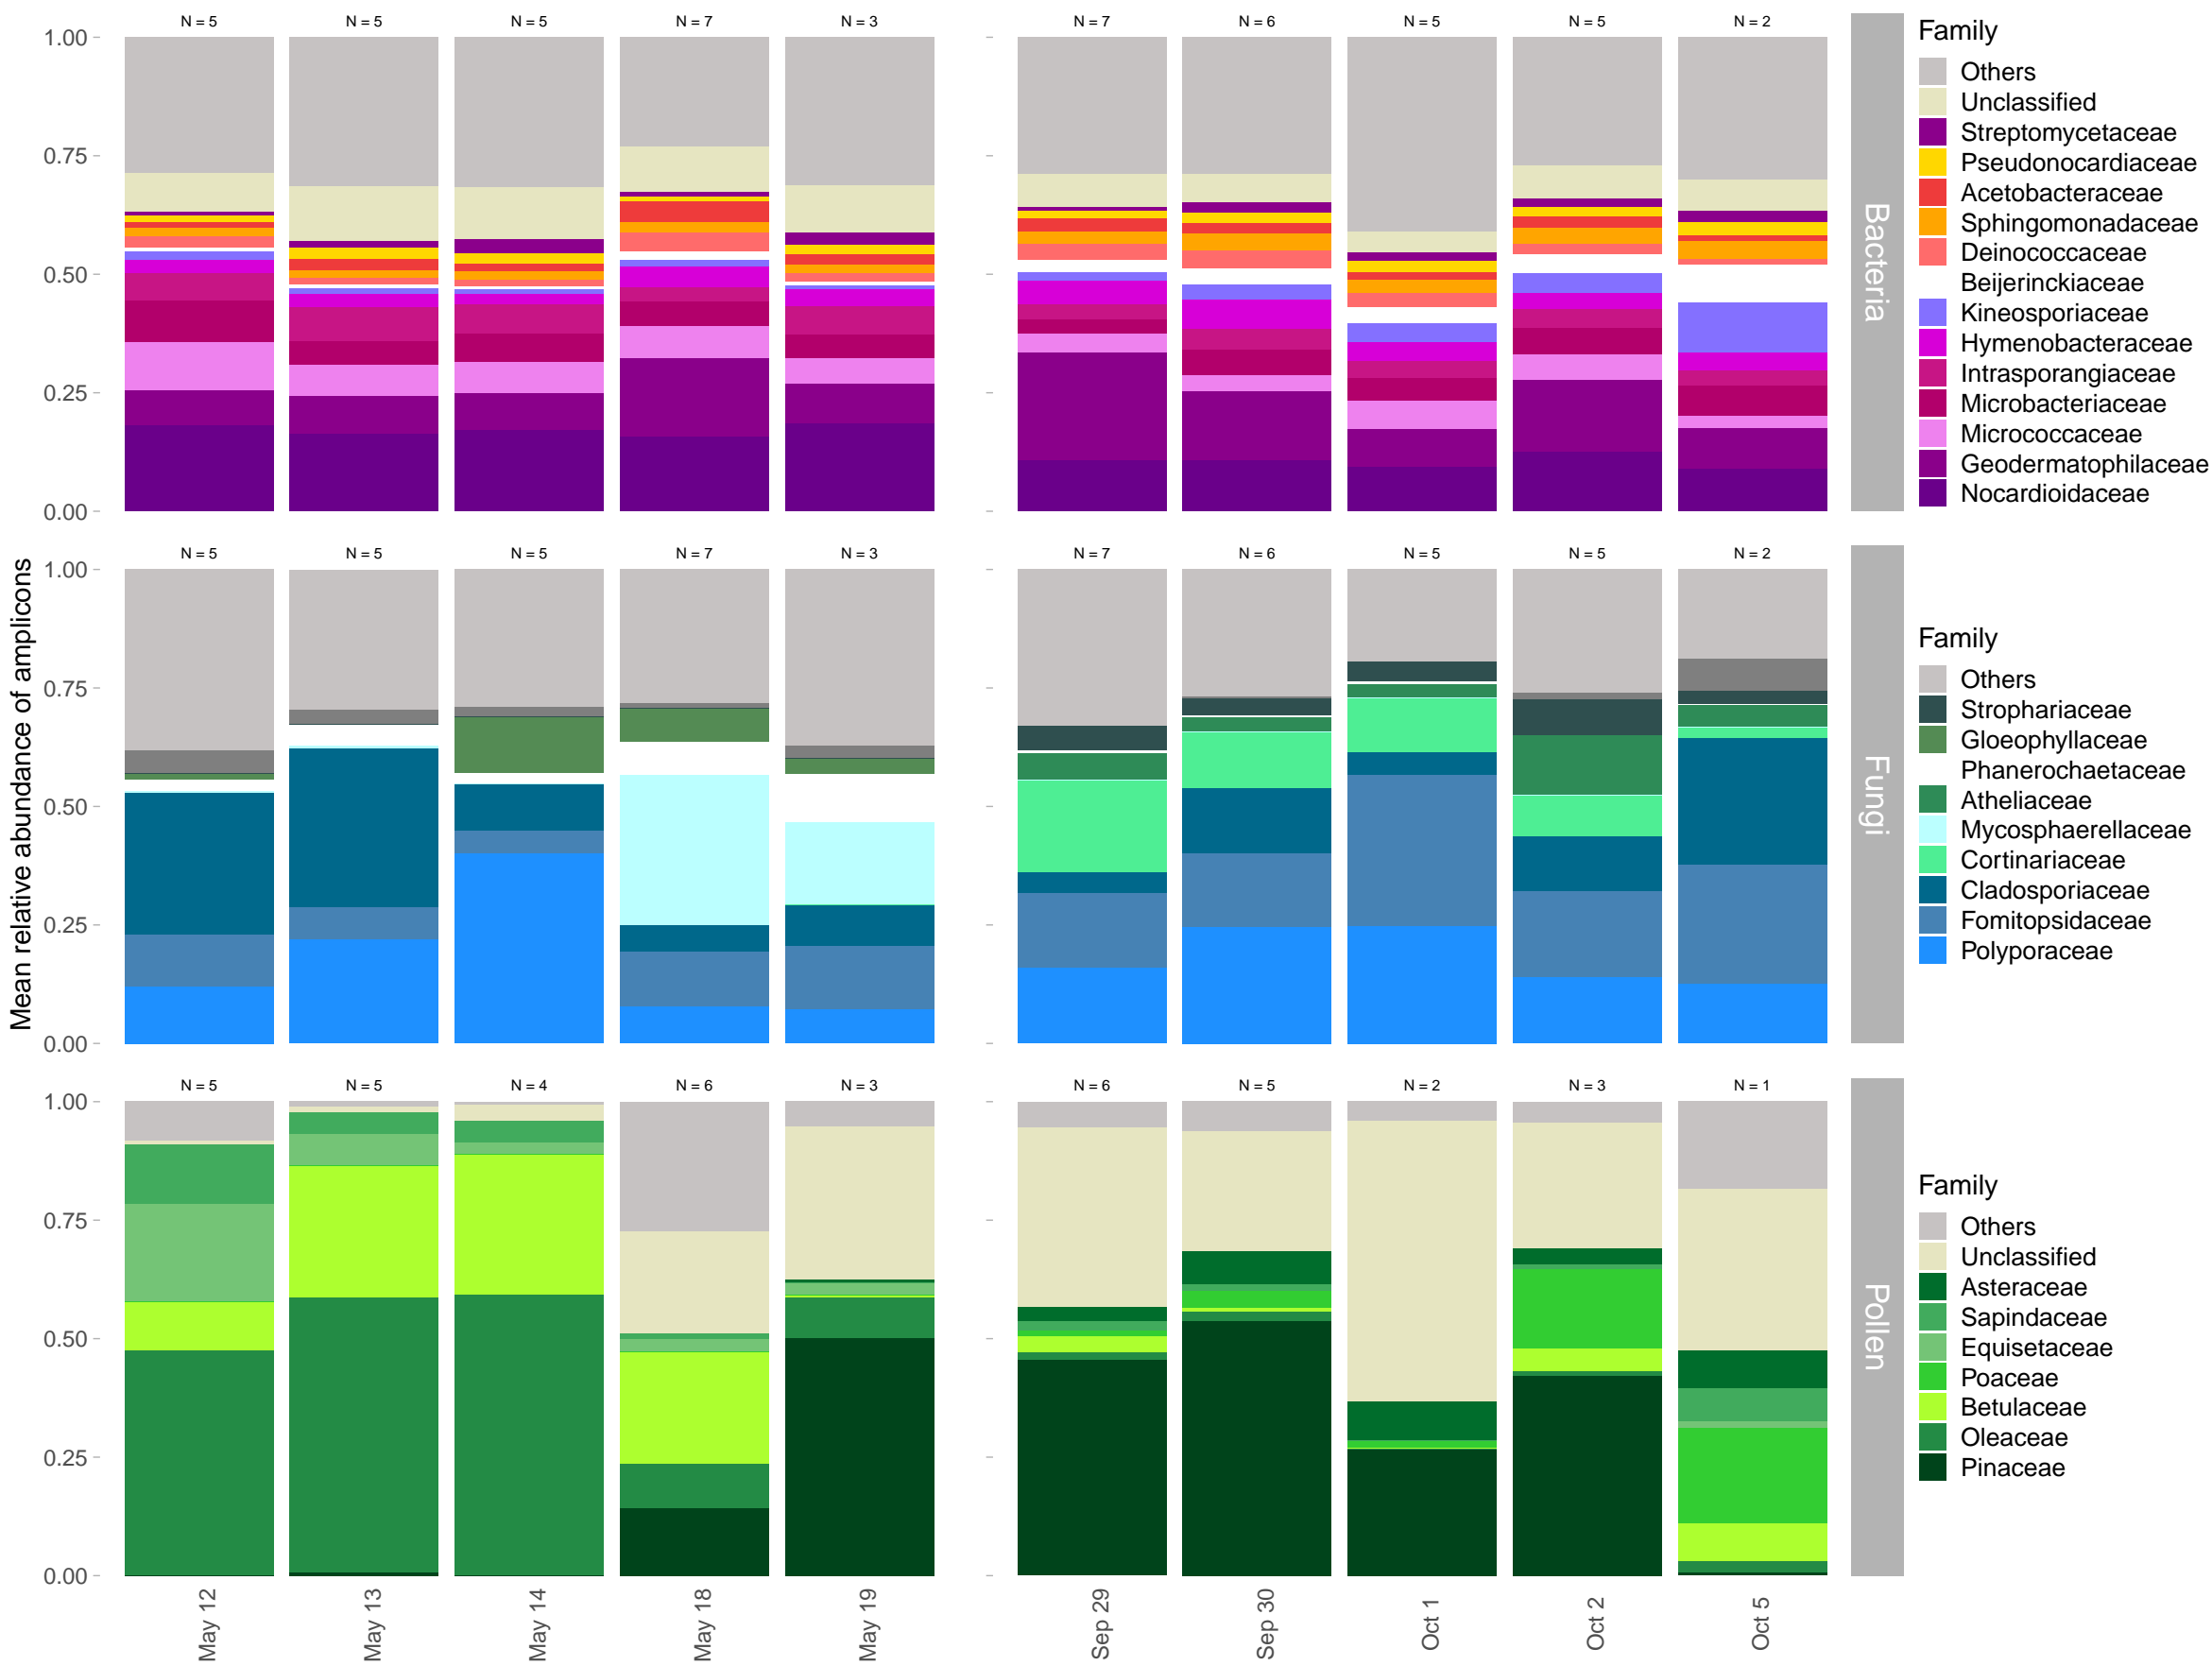 N = 5
N = 5
N = 5
N = 7
N = 3
N = 7
N = 6
N = 5
N = 5
N = 2
1.00
0.75
0.50
0.25
0.00
Bacteria
Family
Others
Unclassified
Streptomycetaceae
Pseudonocardiaceae
Acetobacteraceae
Sphingomonadaceae
Deinococcaceae
Beijerinckiaceae
Kineosporiaceae
Hymenobacteraceae
Intrasporangiaceae
Microbacteriaceae
Micrococcaceae
Geodermatophilaceae
Nocardioidaceae
Mean relative abundance of amplicons
N = 5
N = 5
N = 5
N = 7
N = 3
N = 7
N = 6
N = 5
N = 5
N = 2
1.00
0.75
0.50
0.25
0.00
Fungi
Family
Others
Strophariaceae
Gloeophyllaceae
Phanerochaetaceae
Atheliaceae
Mycosphaerellaceae
Cortinariaceae
Cladosporiaceae
Fomitopsidaceae
Polyporaceae
N = 5
N = 5
N = 4
N = 6
N = 3
N = 6
N = 5
N = 2
N = 3
N = 1
1.00
0.75
0.50
0.25
0.00
Pollen
Family
Others
Unclassified
Asteraceae
Sapindaceae
Equisetaceae
Poaceae
Betulaceae
Oleaceae
Pinaceae
May 12
May 13
May 14
May 18
May 19
Sep 29
Sep 30
Oct 1
Oct 2
Oct 5